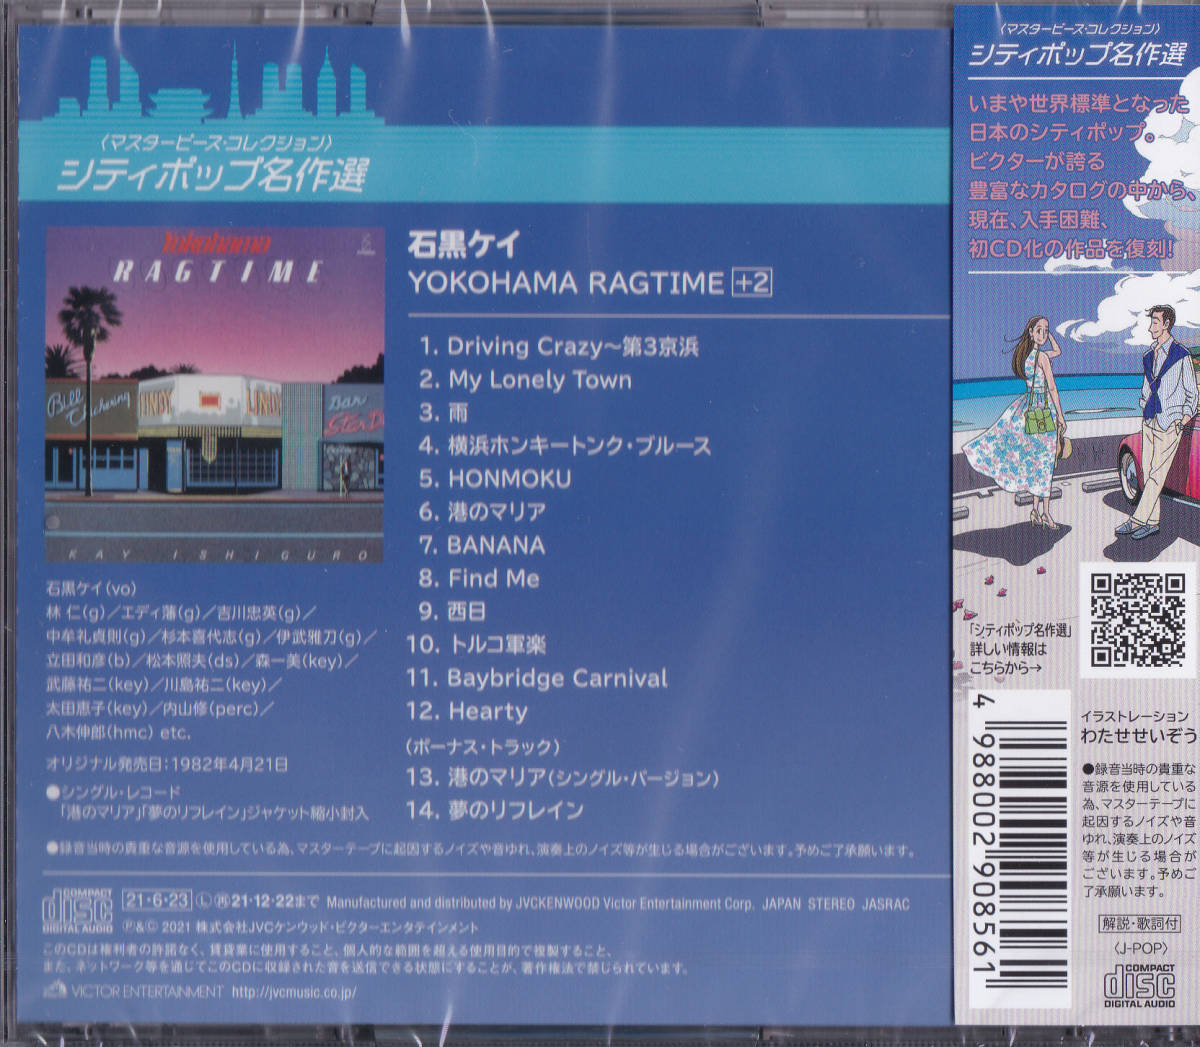 〈マスターピース・コレクション〉
シティポップ名作選
Yokohama
RAGTIME
Bill
Chickering
LINDY
LINDY
Bar
KAY ISHIGURO
石黒ケイ(vo)
林 仁(g)／エディ藩(g)／吉川忠英(g)／
中牟礼貞則(g)／杉本喜代志(g)／伊武雅刀(g)／
立田和彦(b)／松本照夫(ds)／森一美(key)／
武藤祐二(key)／川島祐二(key)／
太田恵子(key)／内山修(perc)／
八木伸郎(hmc) etc.
オリジナル発売日：1982年4月21日
●シングル・レコード
「港のマリア」「夢のリフレイン」ジャケット縮小封入
石黒ケイ
YOKOHAMA RAGTIME +2
1. Driving Crazy〜第3京浜
2. My Lonely Town
3. 雨
4. 横浜ホンキートンク・ブルース
5. HONMOKU
6. 港のマリア
7. BANANA
8. Find Me
9. 西日
10. トルコ軍楽
11. Baybridge Carnival
12. Hearty
(ボーナス・トラック)
13. 港のマリア(シングル・バージョン)
14. 夢のリフレイン
●録音当時の貴重な音源を使用している為、マスターテープに起因するノイズや音ゆれ、演奏上のノイズ等が生じる場合がございます。予めご了承願います。
COMPACT disc DIGITAL AUDIO
21・6・23 Ⓛ 21・12・22まで Manufactured and distributed by JVCKENWOOD Victor Entertainment Corp. JAPAN STEREO JASRAC
Ⓟ&Ⓒ 2021 株式会社JVCケンウッド・ビクターエンタテインメント
このCDは権利者の許諾なく、賃貸業に使用すること、個人的な範囲を超える使用目的で複製すること、
また、ネットワーク等を通じてこのCDに収録された音を送信できる状態にすることが、著作権法で禁じられています。
VICTOR ENTERTAINMENT http://jvcmusic.co.jp/
〈マスターピース・コレクション〉
シティポップ名作選
いまや世界標準となった
日本のシティポップ。
ビクターが誇る
豊富なカタログの中から、
現在、入手困難、
初CD化の作品を復刻!
「シティポップ名作選」
詳しい情報は
こちらから→
4 988002 908561
イラストレーション
わたせせいぞう
●録音当時の貴重な
音源を使用している
為、マスターテープに
起因するノイズや音
ゆれ、演奏上のノイズ
等が生じる場合が
ございます。予めご
了承願います。
解説・歌詞付
〈J-POP〉
COMPACT disc DIGITAL AUDIO